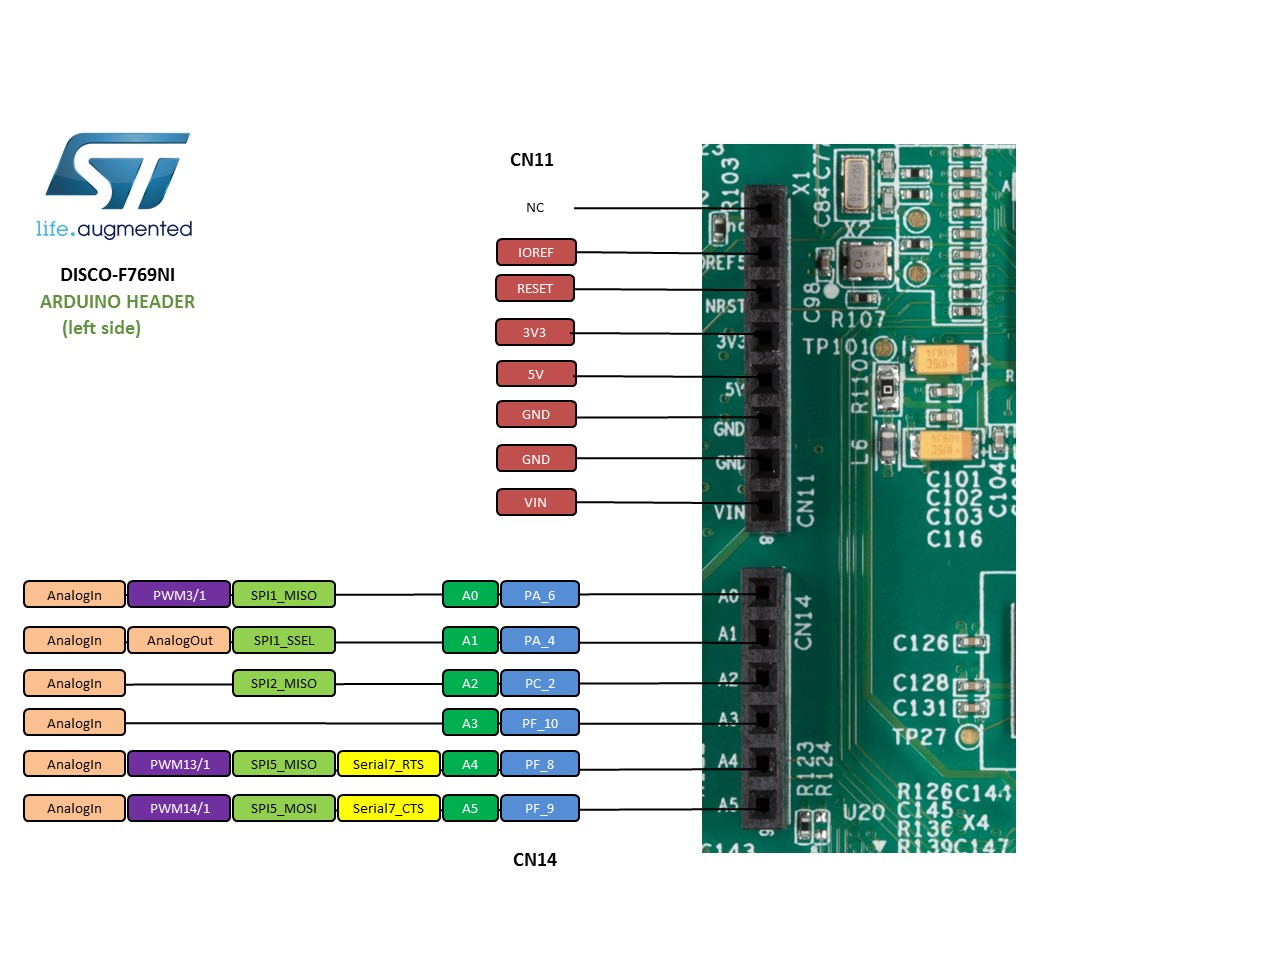 ST
life.augmented
DISCO-F769NI
ARDUINO HEADER
(left side)
CN11
NC
IOREF
RESET
3V3
5V
GND
GND
VIN
AnalogIn PWM3/1 SPI1_MISO A0 PA_6
AnalogIn AnalogOut SPI1_SSEL A1 PA_4
AnalogIn SPI2_MISO A2 PC_2
AnalogIn A3 PF_10
AnalogIn PWM13/1 SPI5_MISO Serial7_RTS A4 PF_8
AnalogIn PWM14/1 SPI5_MOSI Serial7_CTS A5 PF_9
CN14
R103
X1
C84
X2
C98
NRST
R107
3V3
TP101
5V
R110
GND
L6
GND
VIN
CN11
8
C101
C102
C103
C116
C104
A0
A1
A2
A3
A4
A5
CN14
6
C126
C128
C131
TP27
R123
R124
U20
R126 C144
C145
R136 X4
R139 C147
C143